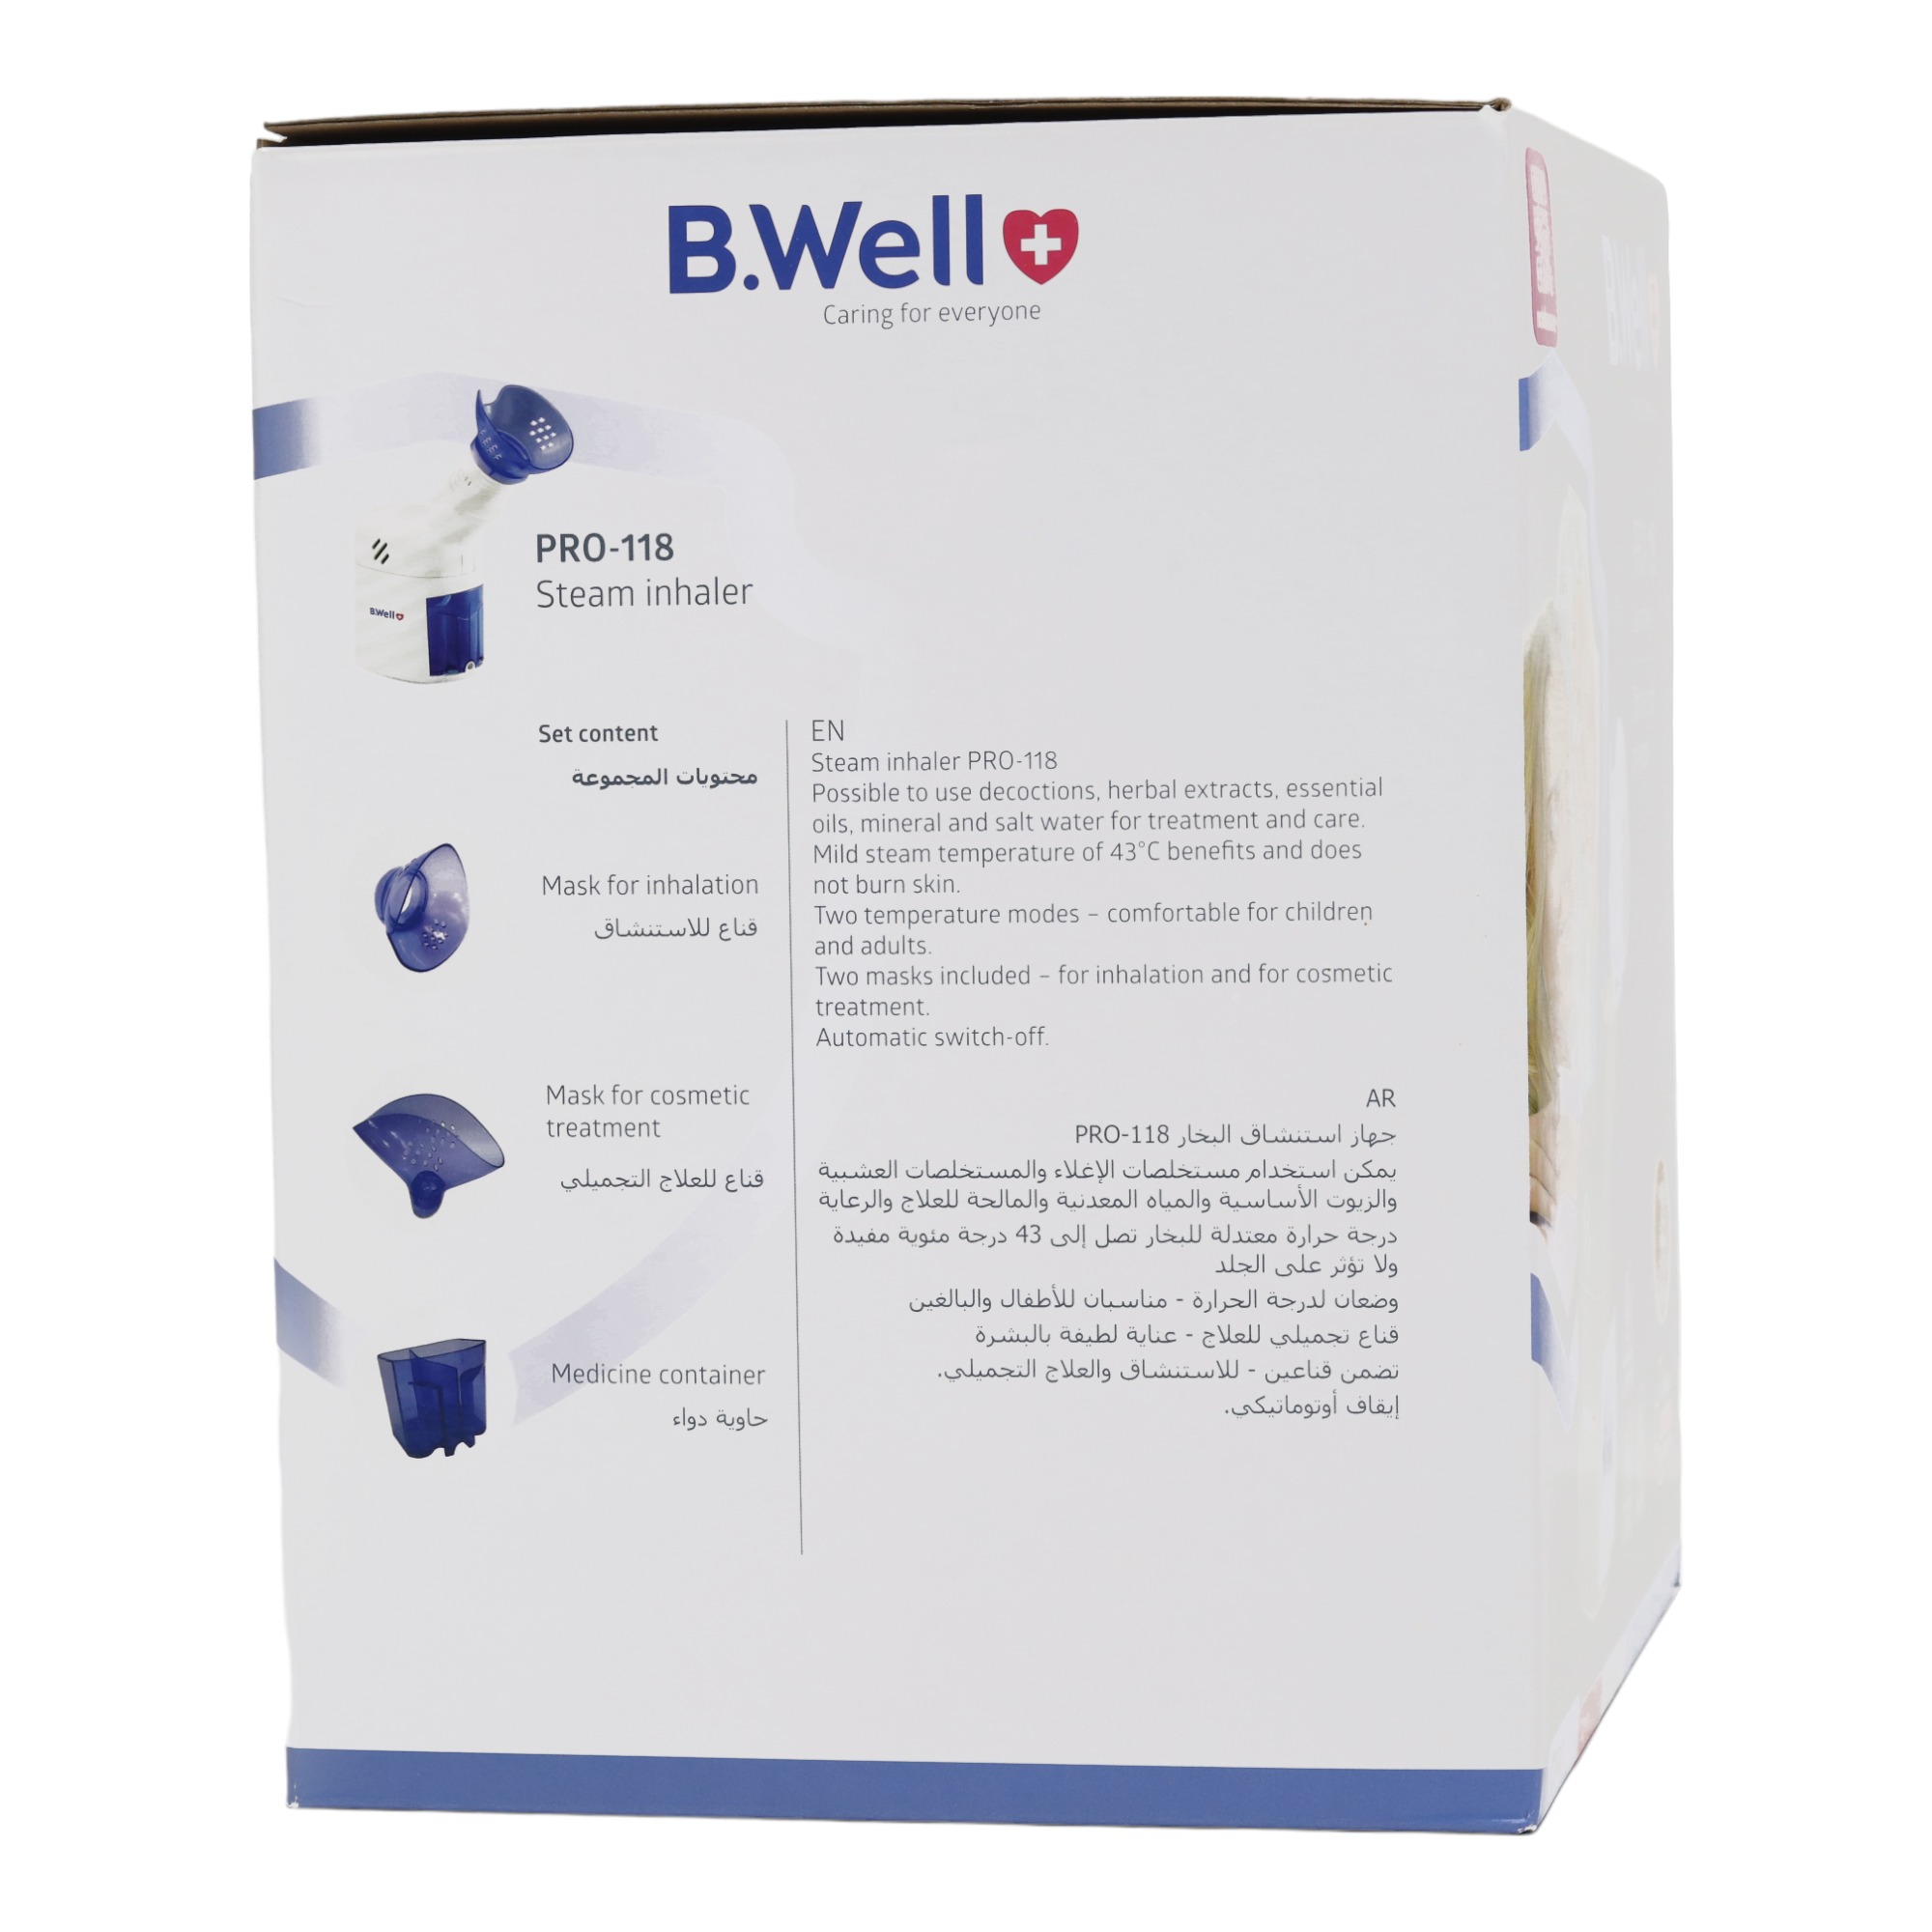 B.Well
Caring for everyone
B.Well
PRO-118
Steam inhaler
Set content
محتويات المجموعة
Mask for inhalation
قناع للاستنشاق
Mask for cosmetic
treatment
قناع للعلاج التجميلي
Medicine container
حاوية دواء
EN
Steam inhaler PRO-118
Possible to use decoctions, herbal extracts, essential
oils, mineral and salt water for treatment and care.
Mild steam temperature of 43°C benefits and does
not burn skin.
Two temperature modes – comfortable for children
and adults.
Two masks included – for inhalation and for cosmetic
treatment.
Automatic switch-off.
AR
جهاز استنشاق البخار PRO-118
يمكن استخدام مستخلصات الإغلاء والمستخلصات العشبية
والزيوت الأساسية والمياه المعدنية والمالحة للعلاج والرعاية
درجة حرارة معتدلة للبخار تصل إلى 43 درجة مئوية مفيدة
ولا تؤثر على الجلد
وضعان لدرجة الحرارة - مناسبان للأطفال والبالغين
قناع تجميلي للعلاج - عناية لطيفة بالبشرة
تضمن قناعين - للاستنشاق والعلاج التجميلي.
إيقاف أوتوماتيكي.